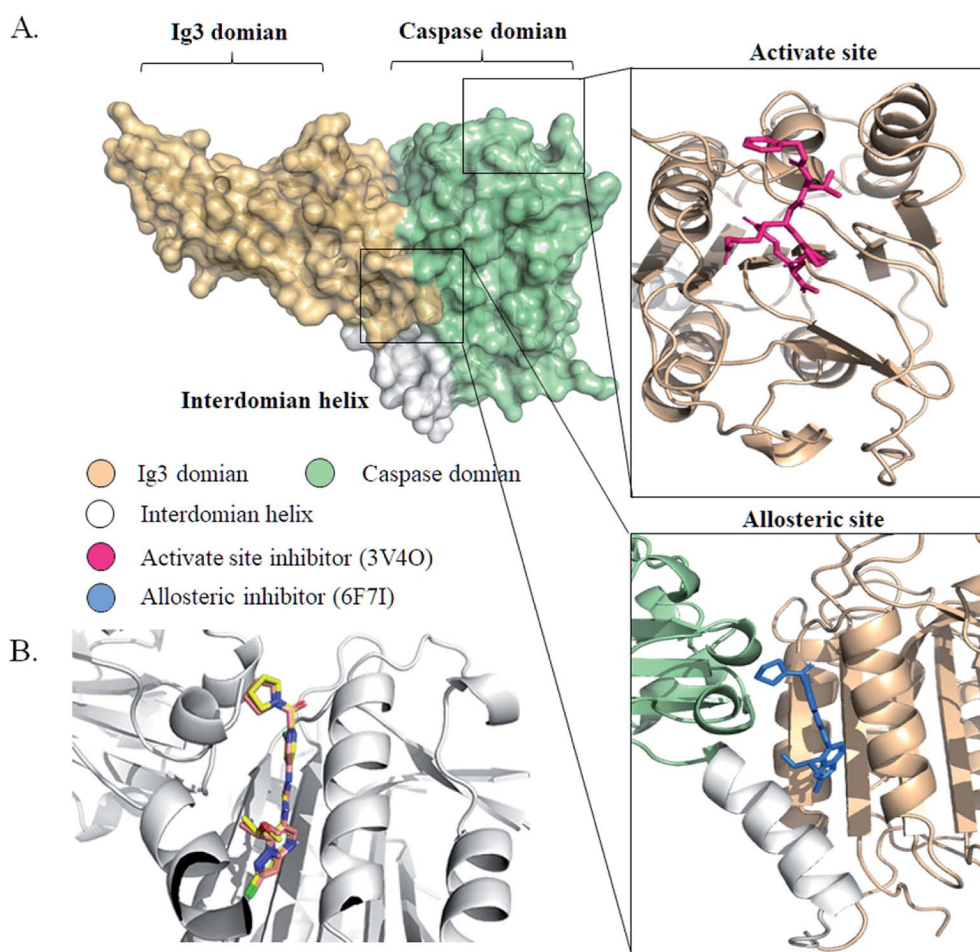 A.
Ig3 domian
Caspase domian
Activate site
Interdomian helix
Ig3 domian
Caspase domian
Interdomian helix
Activate site inhibitor (3V4O)
Allosteric inhibitor (6F7I)
Allosteric site
B.